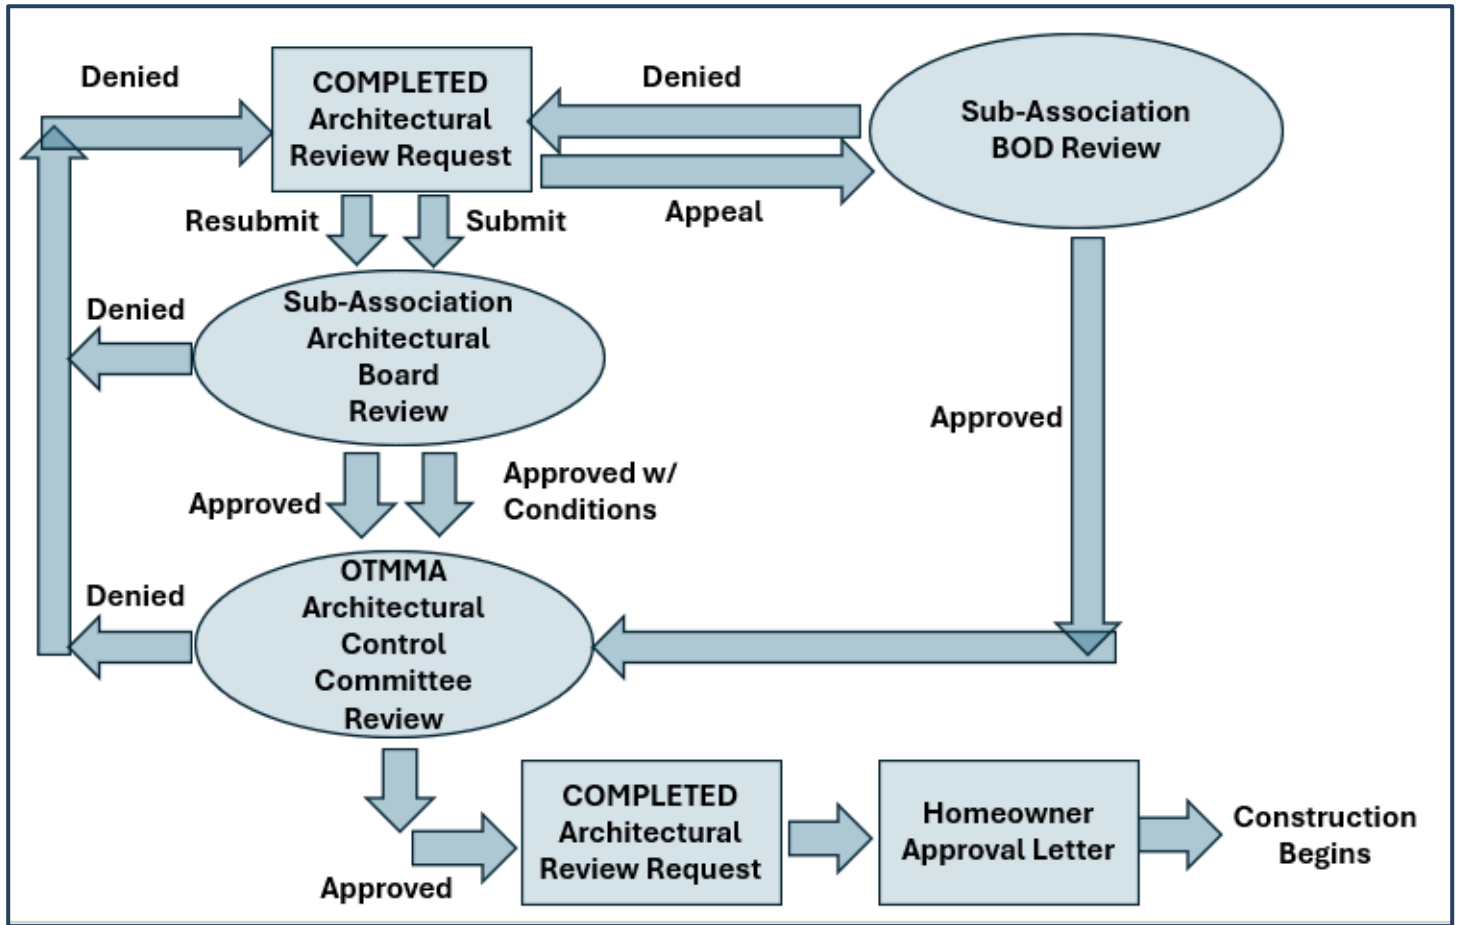 Denied
COMPLETED
Architectural
Review Request
Denied
Sub-Association
BOD Review
Resubmit
Submit
Appeal
Denied
Sub-Association
Architectural
Board
Review
Approved
Approved
Approved w/
Conditions
Denied
OTMMA
Architectural
Control
Committee
Review
Approved
COMPLETED
Architectural
Review Request
Homeowner
Approval Letter
Construction
Begins